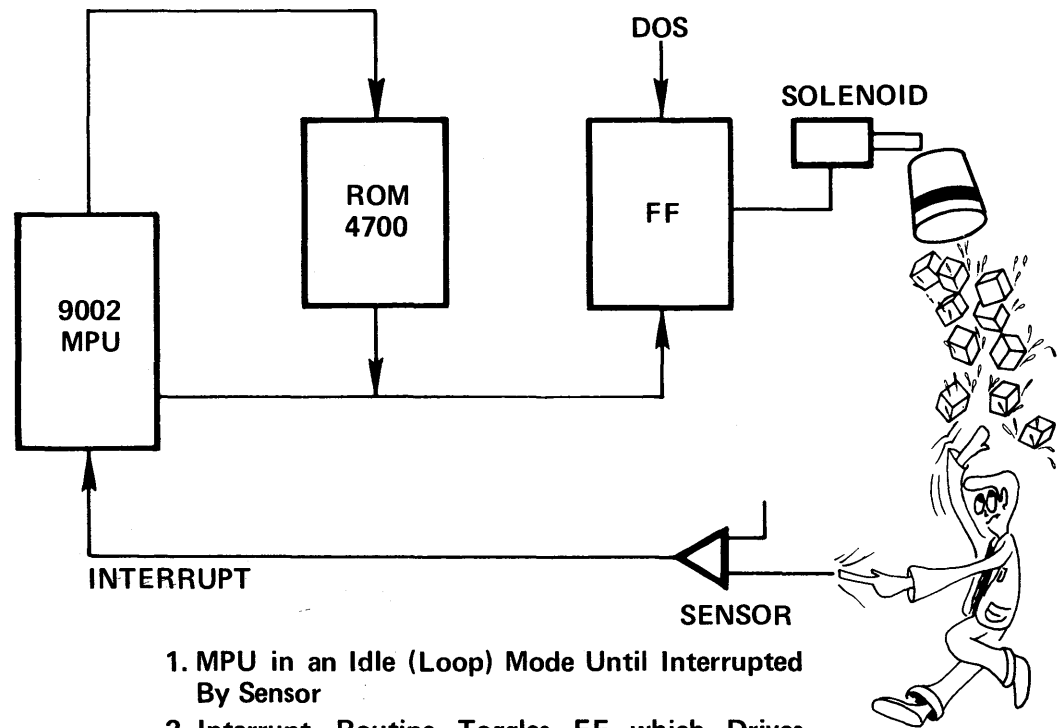 DOS
SOLENOID
ROM
4700
FF
9002
MPU
INTERRUPT
SENSOR
1. MPU in an Idle (Loop) Mode Until Interrupted
By Sensor
2. Interrupt Routine Toggles FF which Drives